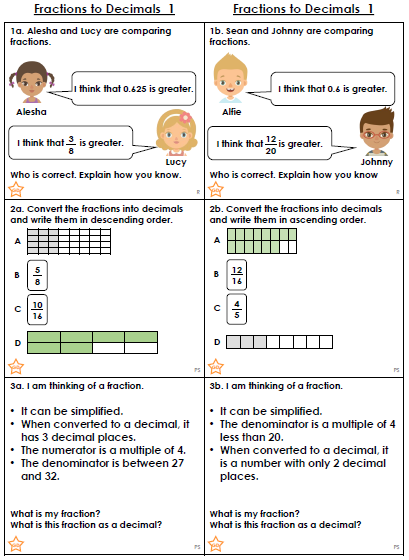 Fractions to Decimals 1
1a. Alesha and Lucy are comparing
fractions.
I think that 0.625 is greater.
Alesha
I think that 3/8 is greater.
Lucy
Who is correct. Explain how you know.
R
Fractions to Decimals 1
1b. Sean and Johnny are comparing
fractions.
I think that 0.6 is greater.
Alfie
I think that 12/20 is greater.
Johnny
Who is correct. Explain how you know
R
2a. Convert the fractions into decimals
and write them in descending order.
A
B 5/8
C 10/16
D
PS
2b. Convert the fractions into decimals
and write them in ascending order.
A
B 12/16
C 4/5
D
PS
3a. I am thinking of a fraction.
• It can be simplified.
• When converted to a decimal, it
has 3 decimal places.
• The numerator is a multiple of 4.
• The denominator is between 27
and 32.
What is my fraction?
What is this fraction as a decimal?
PS
3b. I am thinking of a fraction.
• It can be simplified.
• The denominator is a multiple of 4
less than 20.
• When converted to a decimal, it
is a number with only 2 decimal
places.
What is my fraction?
What is this fraction as a decimal?
PS